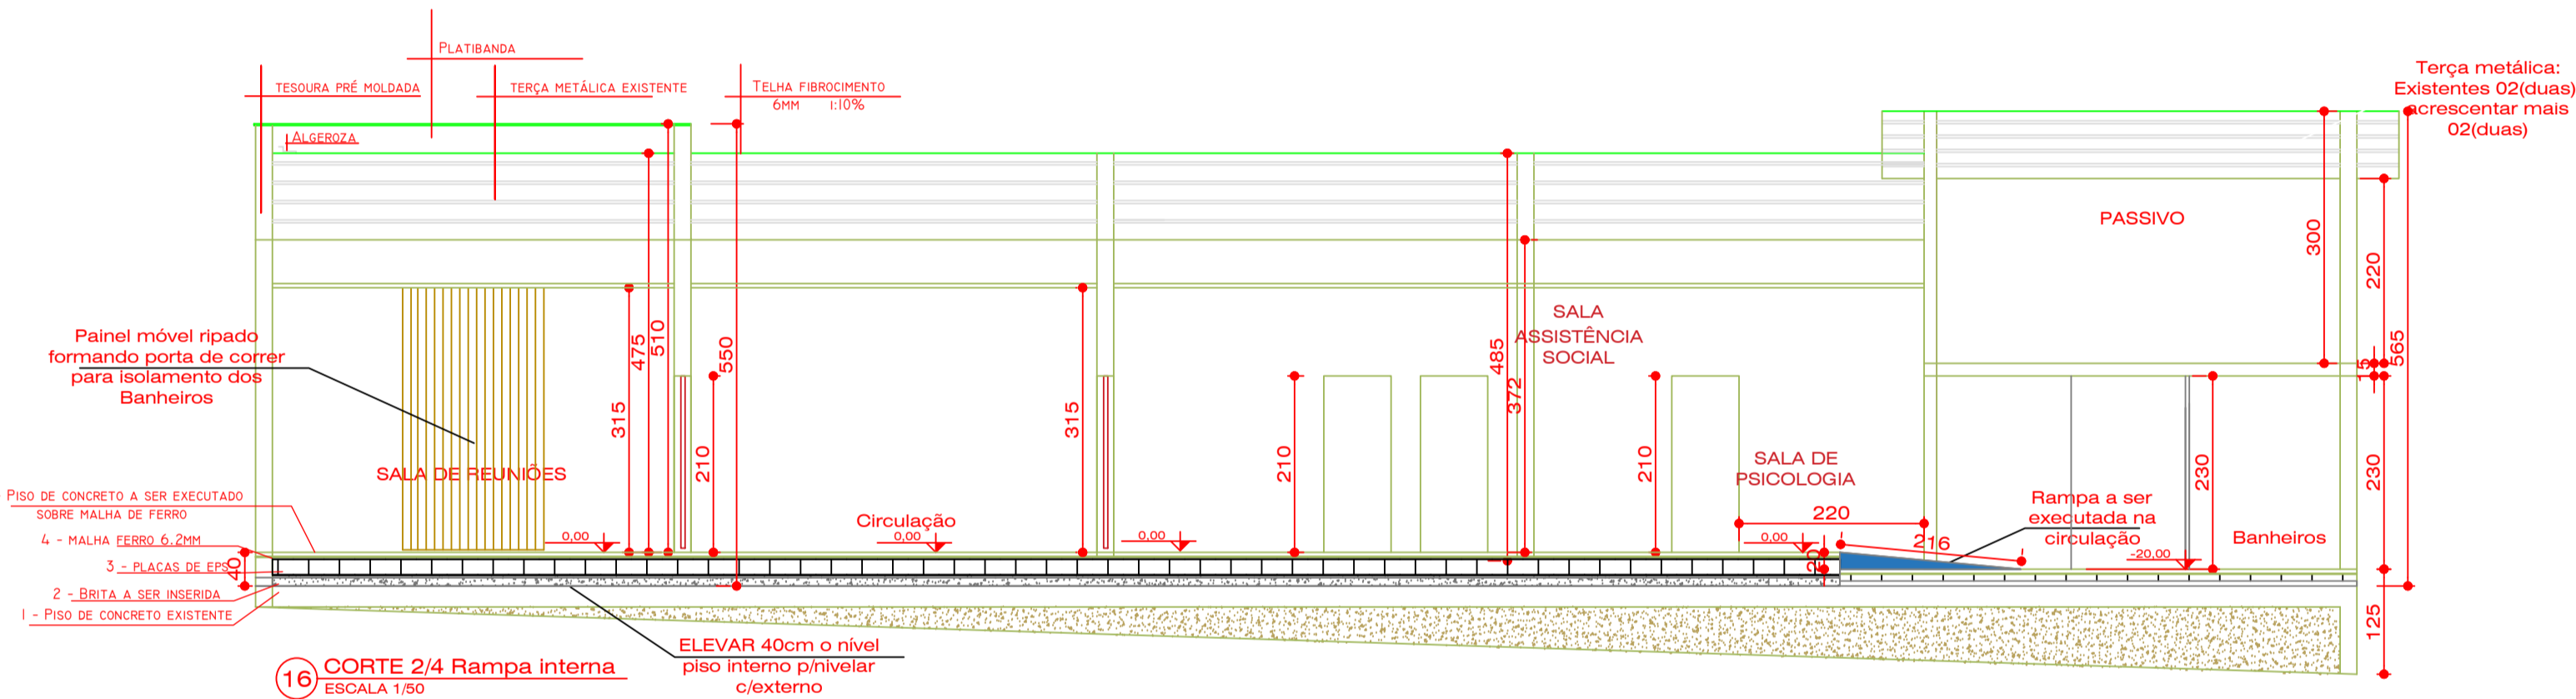 PLATIBANDA
TESOURA PRÉ MOLDADA
TERÇA METÁLICA EXISTENTE
TELHA FIBROCIMENTO
6MM I:10%
ALGEROZA
Terça metálica:
Existentes 02(duas)
acrescentar mais
02(duas)
PASSIVO
300
220
565
15
475
510
550
485
372
315
210
315
210
210
230
230
Painel móvel ripado
formando porta de correr
para isolamento dos
Banheiros
SALA DE REUNIÕES
SALA
ASSISTÊNCIA
SOCIAL
SALA DE
PSICOLOGIA
220
216
Rampa a ser
executada na
circulação
Banheiros
Circulação
0,00
0,00
0,00
0,00
-20,00
20
PISO DE CONCRETO A SER EXECUTADO
SOBRE MALHA DE FERRO
4 - MALHA FERRO 6.2MM
3 - PLACAS DE EPS
2 - BRITA A SER INSERIDA
1 - PISO DE CONCRETO EXISTENTE
40
125
ELEVAR 40cm o nível
piso interno p/nivelar
c/externo
16 CORTE 2/4 Rampa interna
ESCALA 1/50